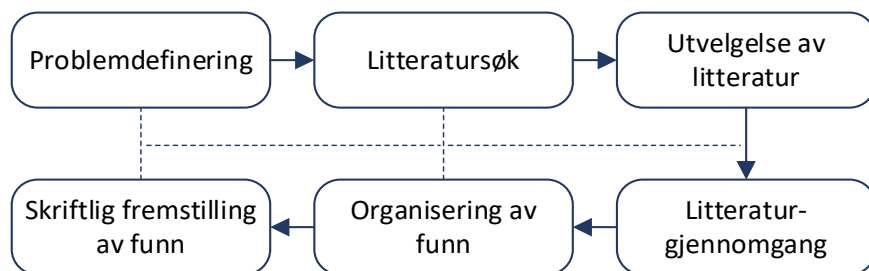 Problemdefinering
Litteratursøk
Utvelgelse av
litteratur
Skriftlig fremstilling
av funn
Organisering av
funn
Litteratur-
gjennomgang